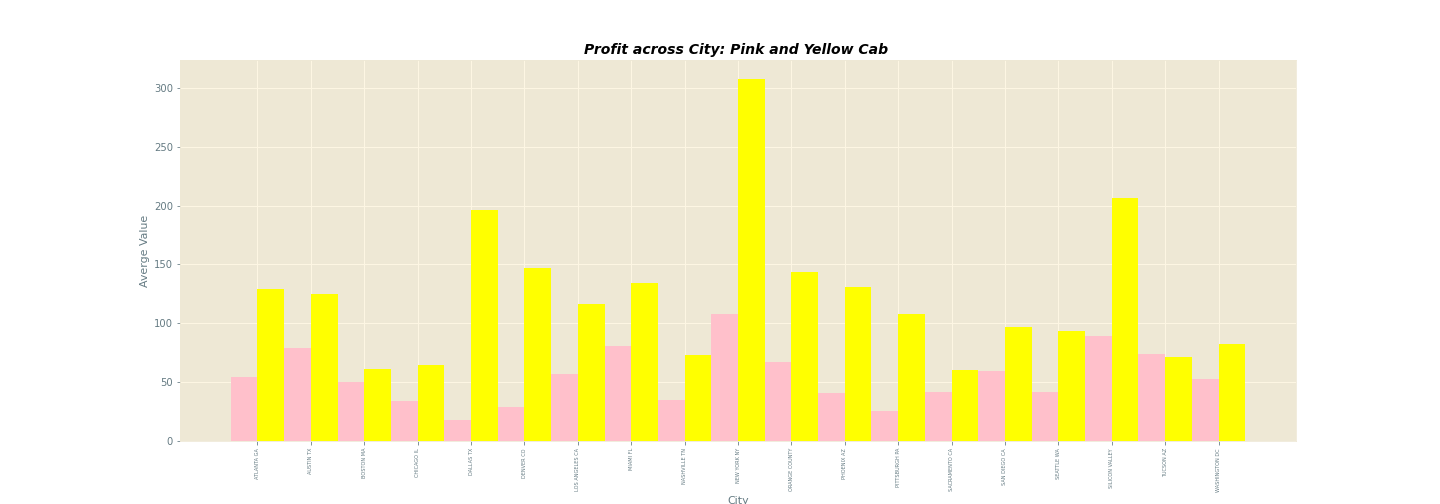 Profit across City: Pink and Yellow Cab
300
250
200
150
100
50
0
Averge Value
ATLANTA GA
AUSTIN TX
BOSTON MA
CHICAGO IL
DALLAS TX
DENVER CO
LOS ANGELES CA
MIAMI FL
NASHVILLE TN
NEW YORK NY
ORANGE COUNTY
PHOENIX AZ
PITTSBURGH PA
SACRAMENTO CA
SAN DIEGO CA
SEATTLE WA
SILICON VALLEY
TUCSON AZ
WASHINGTON DC
City